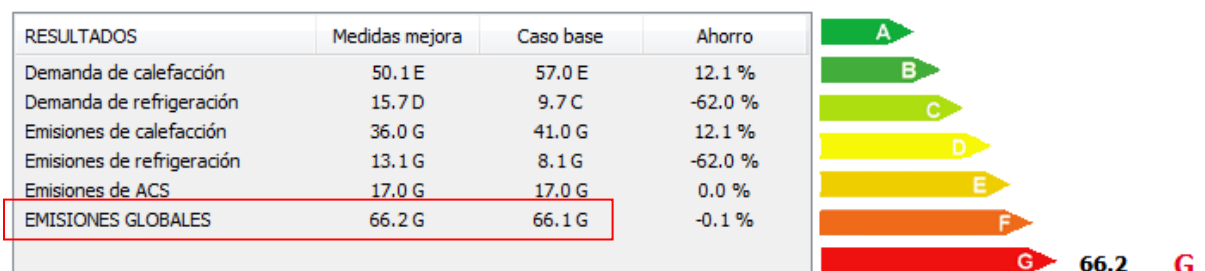 RESULTADOS Medidas mejora Caso base Ahorro
Demanda de calefacción 50.1 E 57.0 E 12.1 %
Demanda de refrigeración 15.7 D 9.7 C -62.0 %
Emisiones de calefacción 36.0 G 41.0 G 12.1 %
Emisiones de refrigeración 13.1 G 8.1 G -62.0 %
Emisiones de ACS 17.0 G 17.0 G 0.0 %
EMISIONES GLOBALES 66.2 G 66.1 G -0.1 %
A
B
C
D
E
F
G 66.2 G